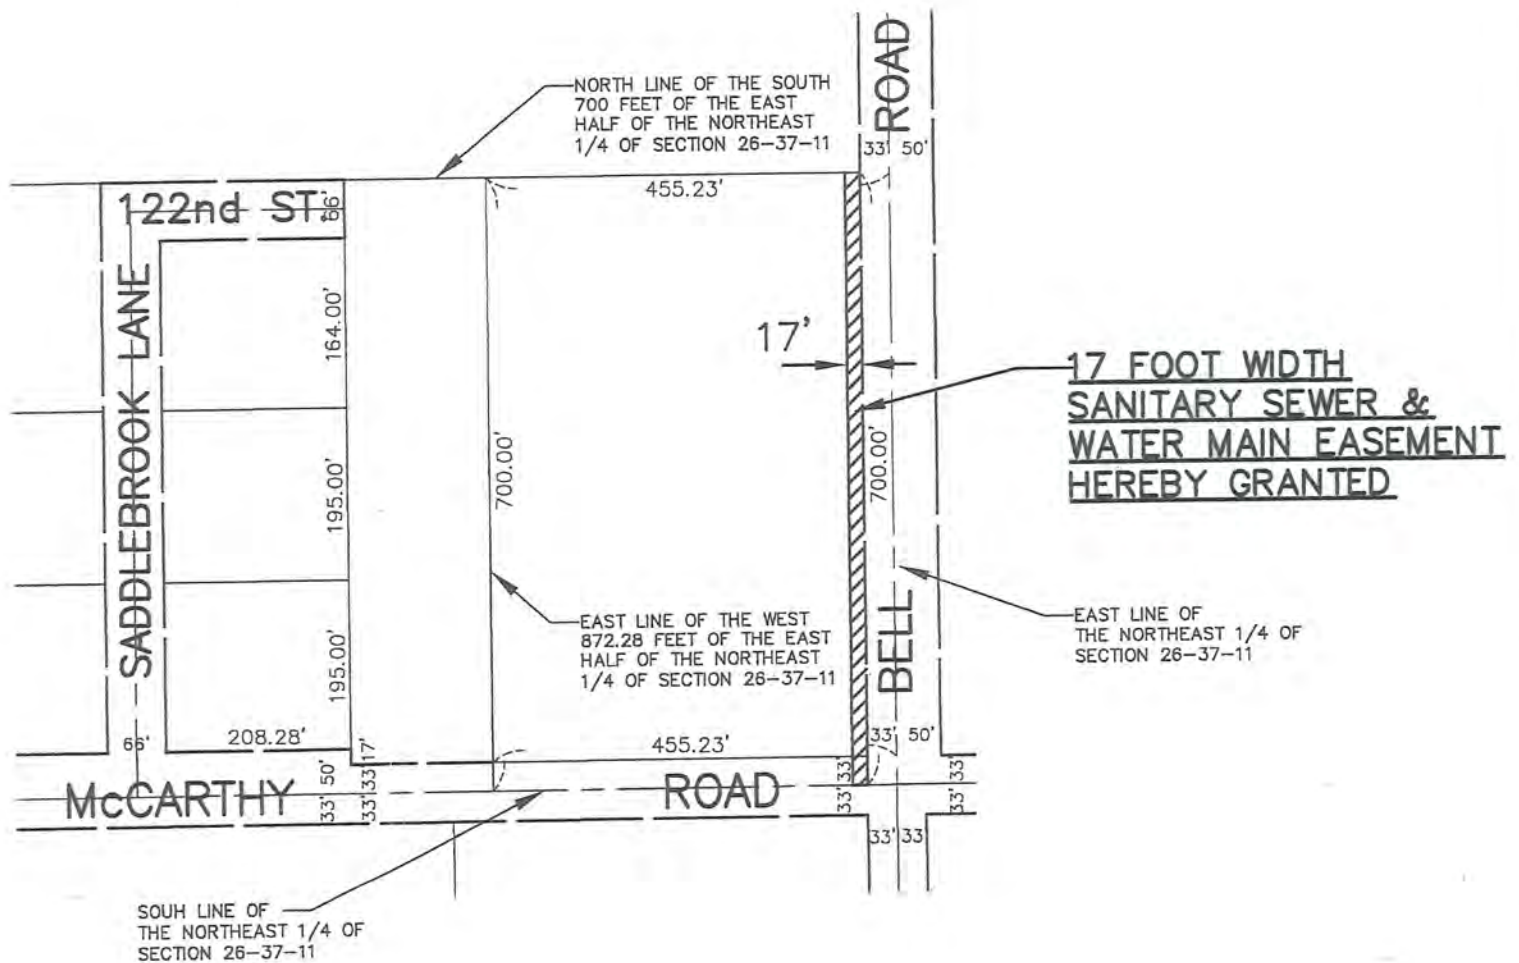 NORTH LINE OF THE SOUTH
700 FEET OF THE EAST
HALF OF THE NORTHEAST
1/4 OF SECTION 26-37-11
ROAD
33' 50'
455.23'
122nd ST.
66'
SADDLEBROOK LANE
164.00'
195.00'
195.00'
700.00'
17'
17 FOOT WIDTH
SANITARY SEWER &
WATER MAIN EASEMENT
HEREBY GRANTED
700.00'
EAST LINE OF THE WEST
872.28 FEET OF THE EAST
HALF OF THE NORTHEAST
1/4 OF SECTION 26-37-11
BELL
EAST LINE OF
THE NORTHEAST 1/4 OF
SECTION 26-37-11
66'
208.28'
455.23'
33' 50'
33' 50'
33' 33' 17'
McCARTHY ROAD
33' 33'
33' 33'
33' 33'
SOUH LINE OF
THE NORTHEAST 1/4 OF
SECTION 26-37-11